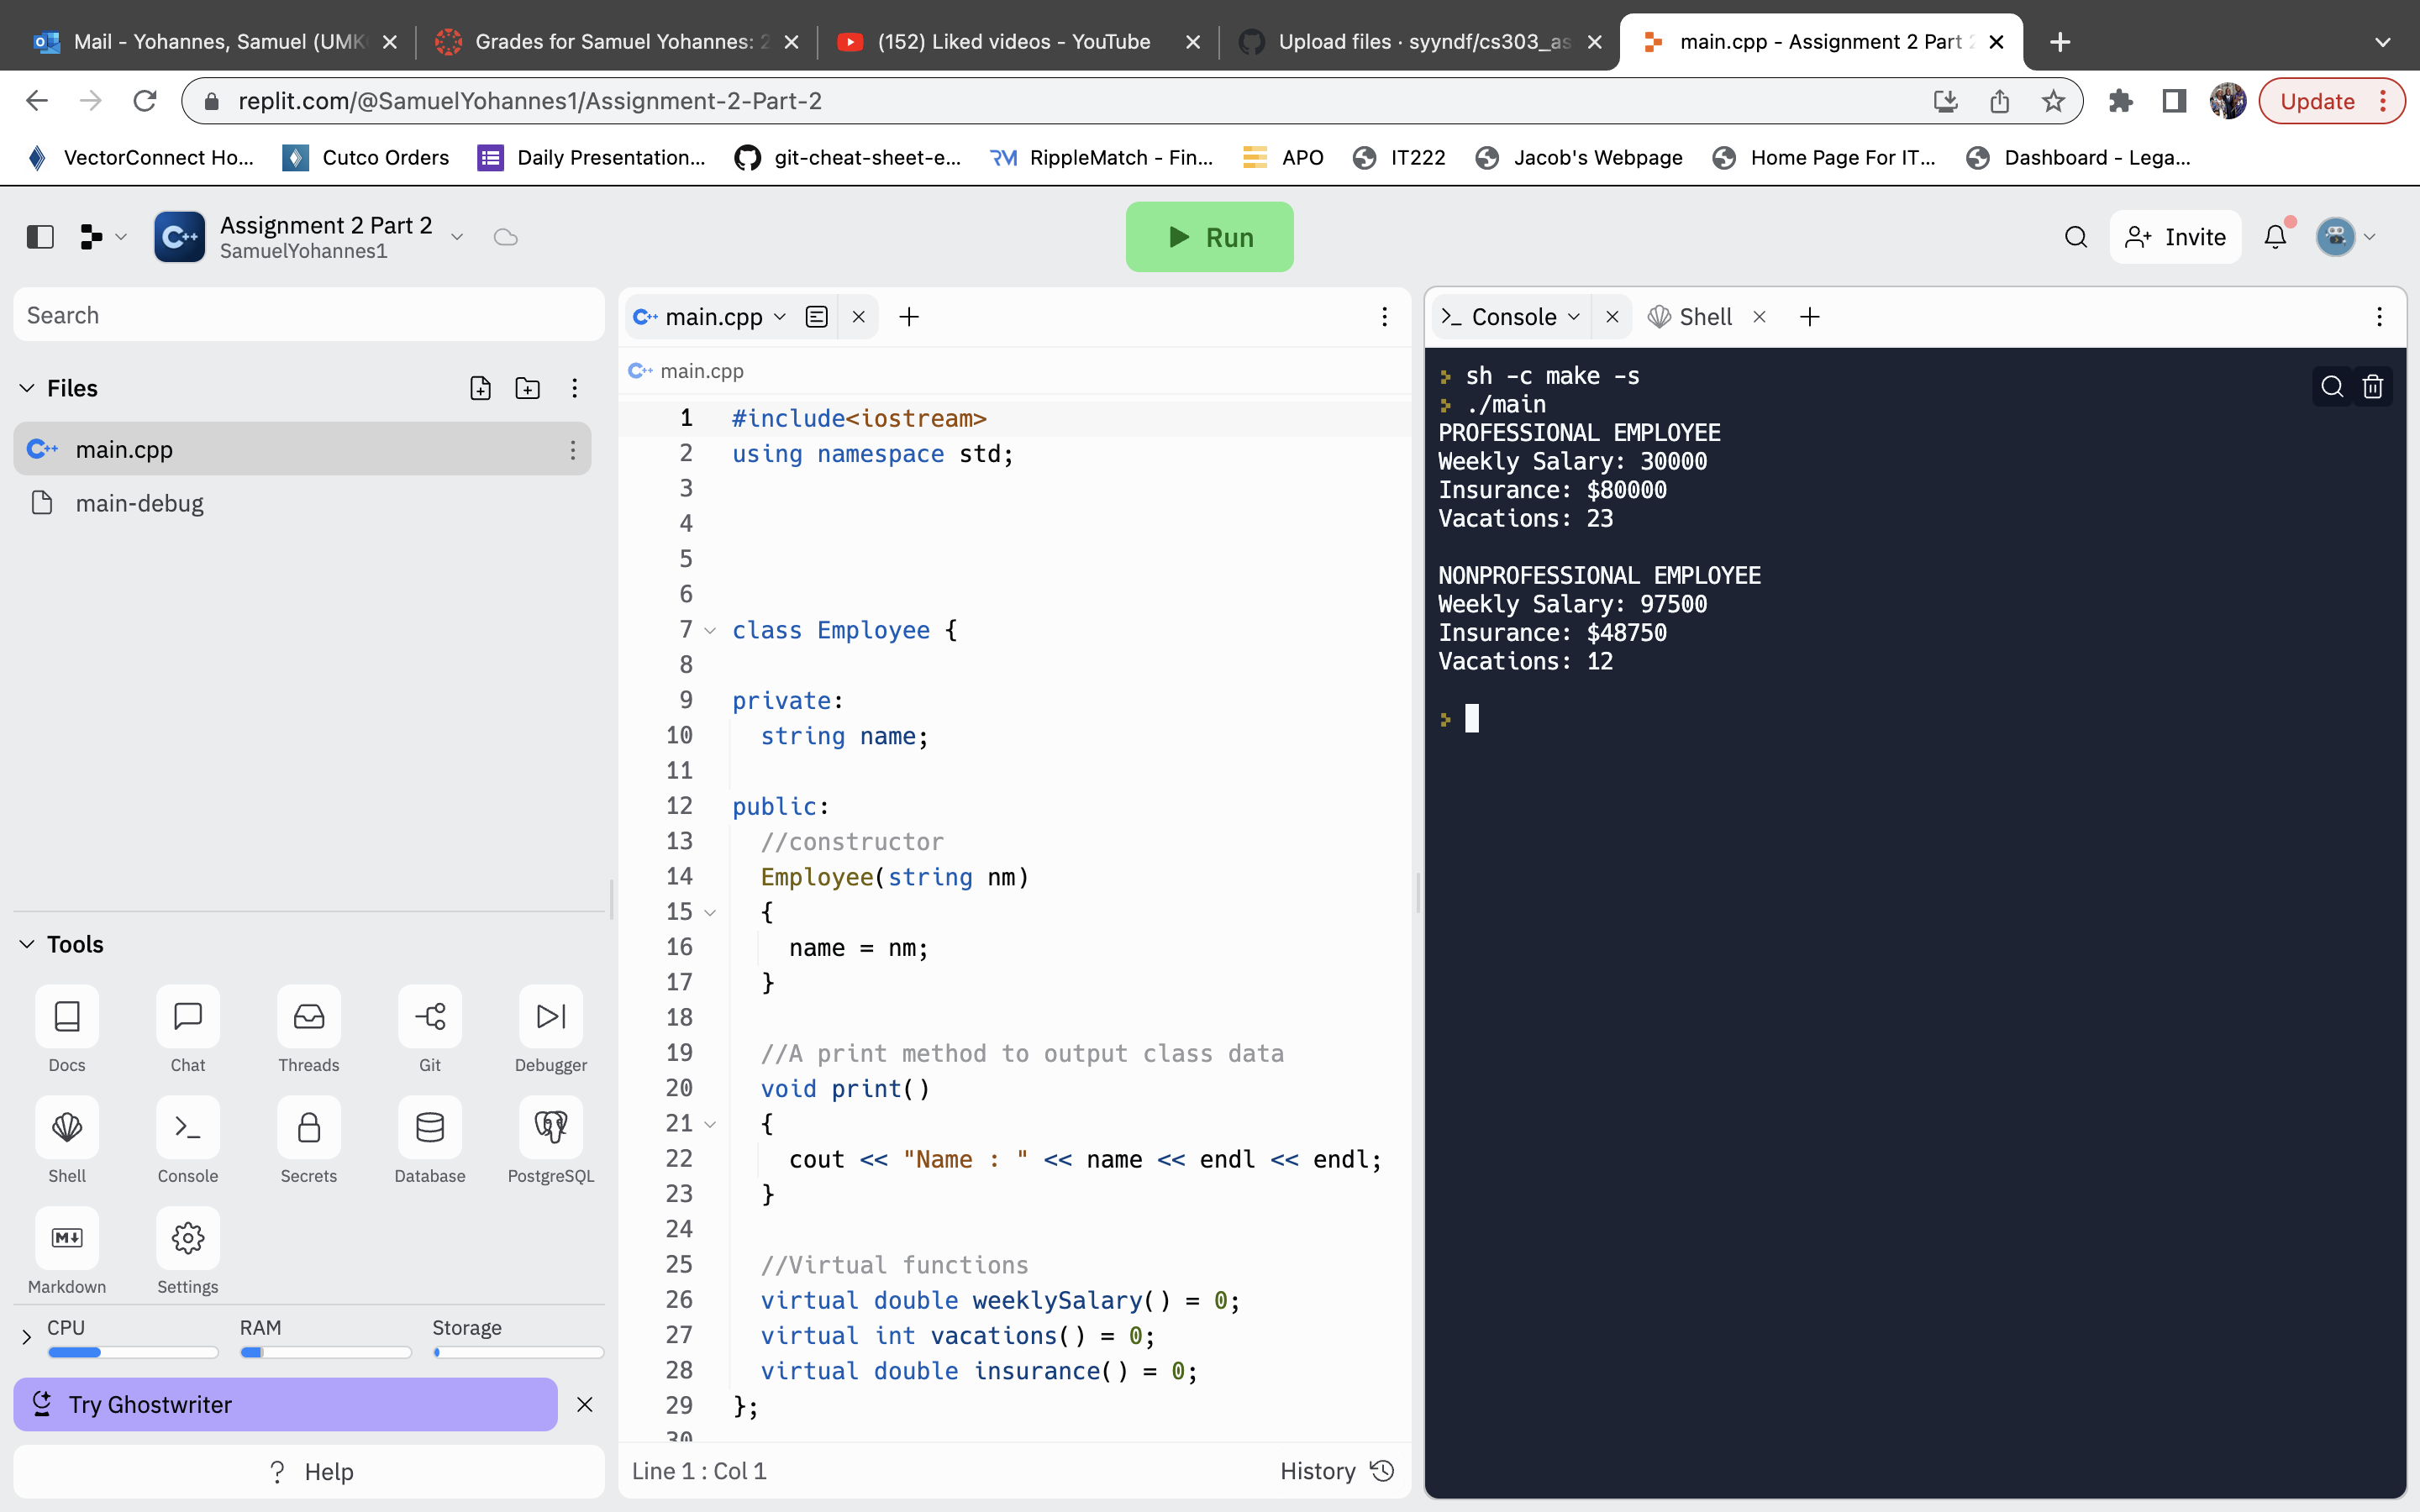 Mail - Yohannes, Samuel (UMK
Grades for Samuel Yohannes: 2
(152) Liked videos - YouTube
Upload files · syyndf/cs303_as
main.cpp - Assignment 2 Part 2
replit.com/@SamuelYohannes1/Assignment-2-Part-2
Update
VectorConnect Ho...
Cutco Orders
Daily Presentation...
git-cheat-sheet-e...
RippleMatch - Fin...
APO
IT222
Jacob's Webpage
Home Page For IT...
Dashboard - Lega...
C++
Assignment 2 Part 2
SamuelYohannes1
Run
Invite
Search
Files
C++ main.cpp
main-debug
Tools
Docs
Chat
Threads
Git
Debugger
Shell
Console
Secrets
Database
PostgreSQL
Markdown
Settings
CPU
RAM
Storage
Try Ghostwriter
? Help
C++ main.cpp
C++ main.cpp
1 #include<iostream>
2 using namespace std;
3
4
5
6
7 class Employee {
8
9 private:
10 string name;
11
12 public:
13 //constructor
14 Employee(string nm)
15 {
16 name = nm;
17 }
18
19 //A print method to output class data
20 void print()
21 {
22 cout << "Name : " << name << endl << endl;
23 }
24
25 //Virtual functions
26 virtual double weeklySalary() = 0;
27 virtual int vacations() = 0;
28 virtual double insurance() = 0;
29 };
30
Line 1 : Col 1
History
>_ Console
Shell
sh -c make -s
./main
PROFESSIONAL EMPLOYEE
Weekly Salary: 30000
Insurance: $80000
Vacations: 23
NONPROFESSIONAL EMPLOYEE
Weekly Salary: 97500
Insurance: $48750
Vacations: 12